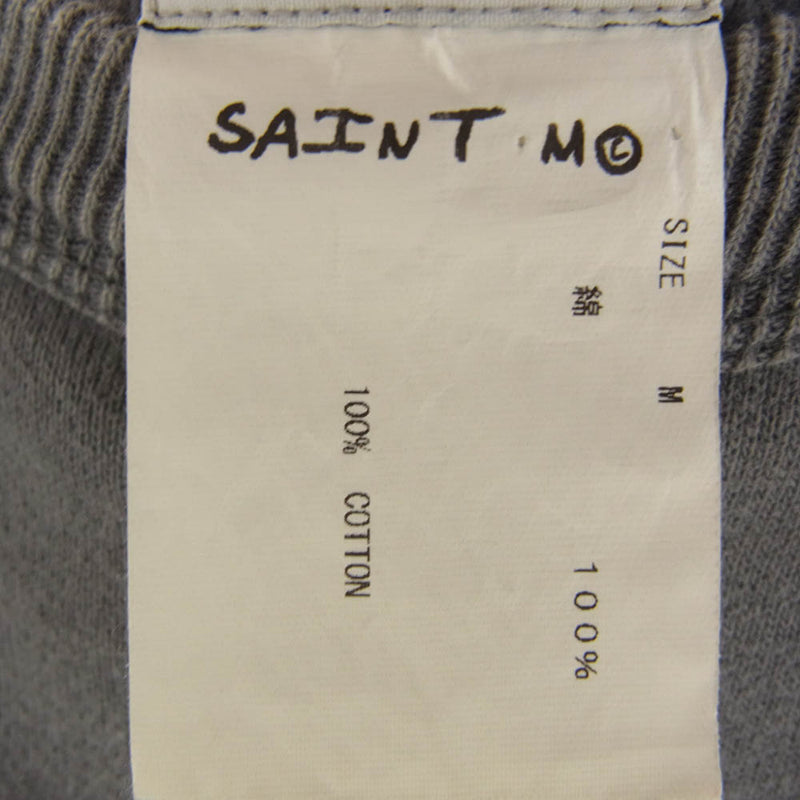 SAINT M©
SIZE M
綿 100%
100% COTTON